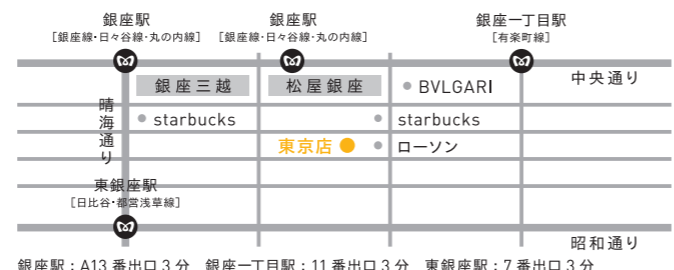 銀座駅
[銀座線・日々谷線・丸の内線]
銀座駅
[銀座線・日々谷線・丸の内線]
銀座一丁目駅
[有楽町線]
中央通り
銀座三越
松屋銀座
BVLGARI
晴海通り
starbucks
starbucks
東京店
ローソン
東銀座駅
[日比谷・都営浅草線]
昭和通り
銀座駅：A13 番出口 3 分　銀座一丁目駅：11 番出口 3 分　東銀座駅：7 番出口 3 分